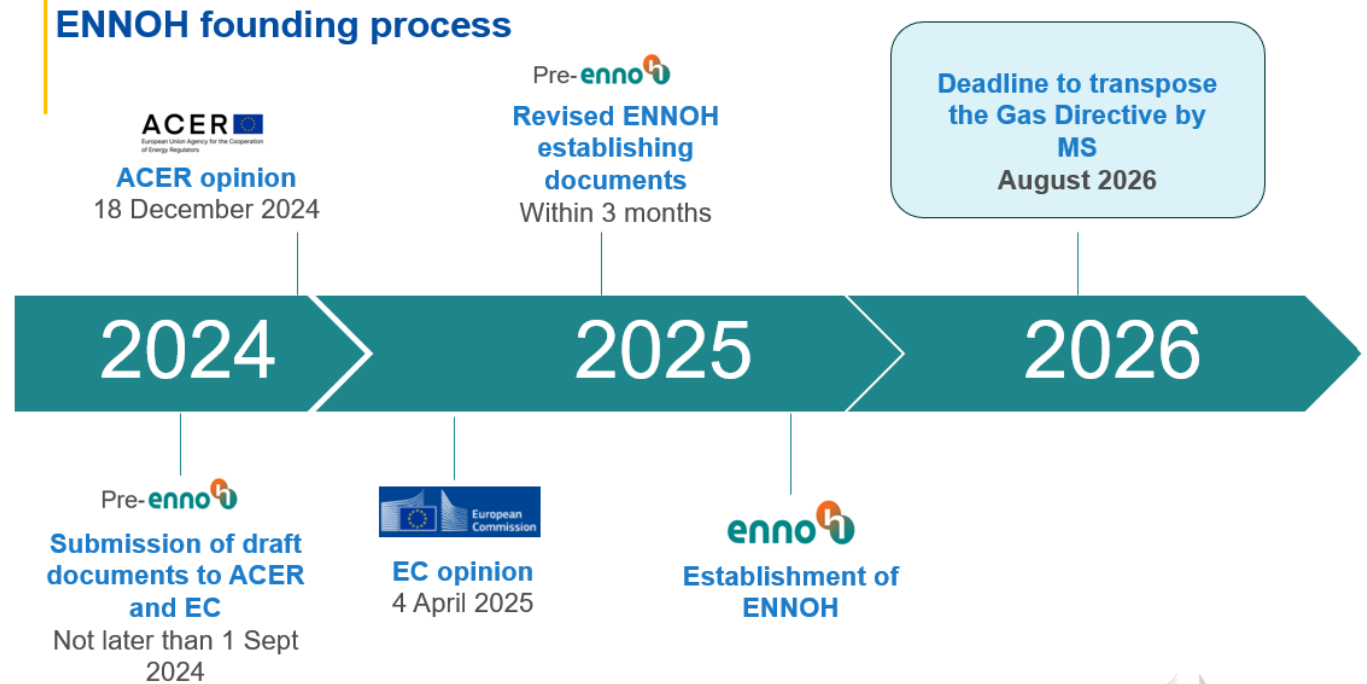 ENNOH founding process
ACER
European Union Agency for the Cooperation
of Energy Regulators
ACER opinion
18 December 2024
Pre-ennoh
Revised ENNOH
establishing
documents
Within 3 months
Deadline to transpose
the Gas Directive by
MS
August 2026
2024
2025
2026
Pre-ennoh
Submission of draft
documents to ACER
and EC
Not later than 1 Sept
2024
European
Commission
EC opinion
4 April 2025
ennoh
Establishment of
ENNOH